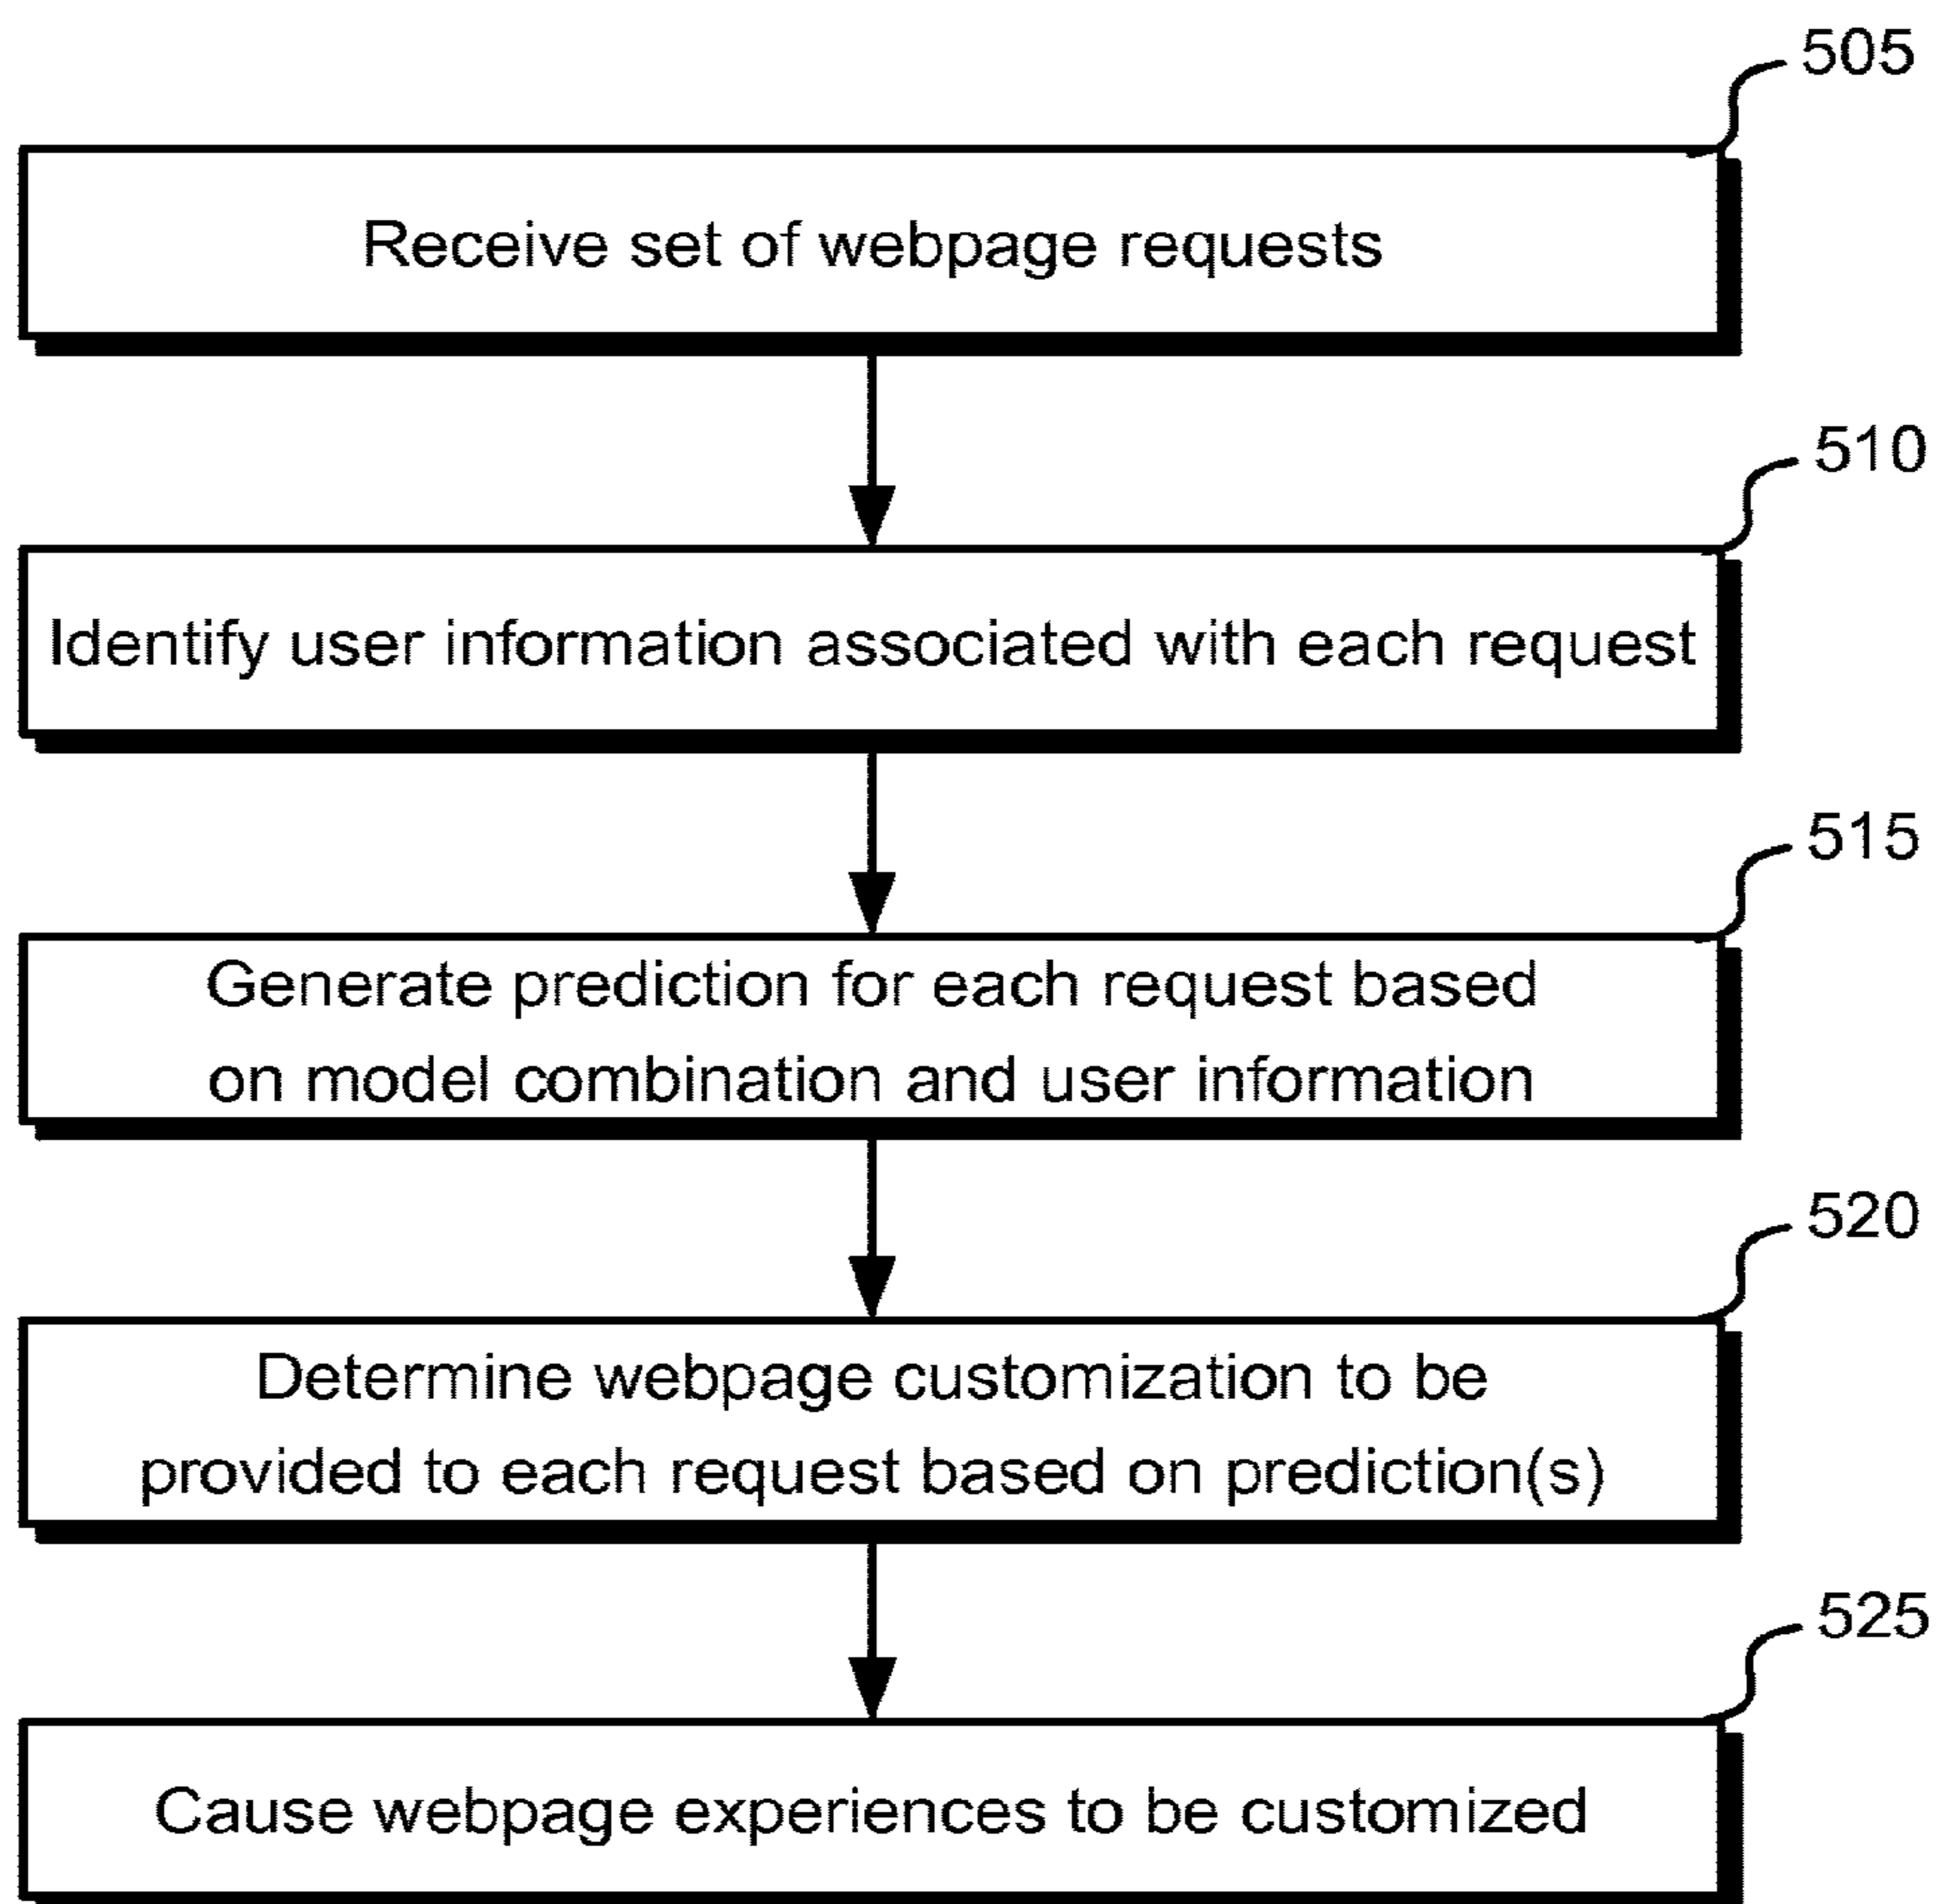 505
Receive set of webpage requests
510
Identify user information associated with each request
515
Generate prediction for each request based
on model combination and user information
520
Determine webpage customization to be
provided to each request based on prediction(s)
525
Cause webpage experiences to be customized